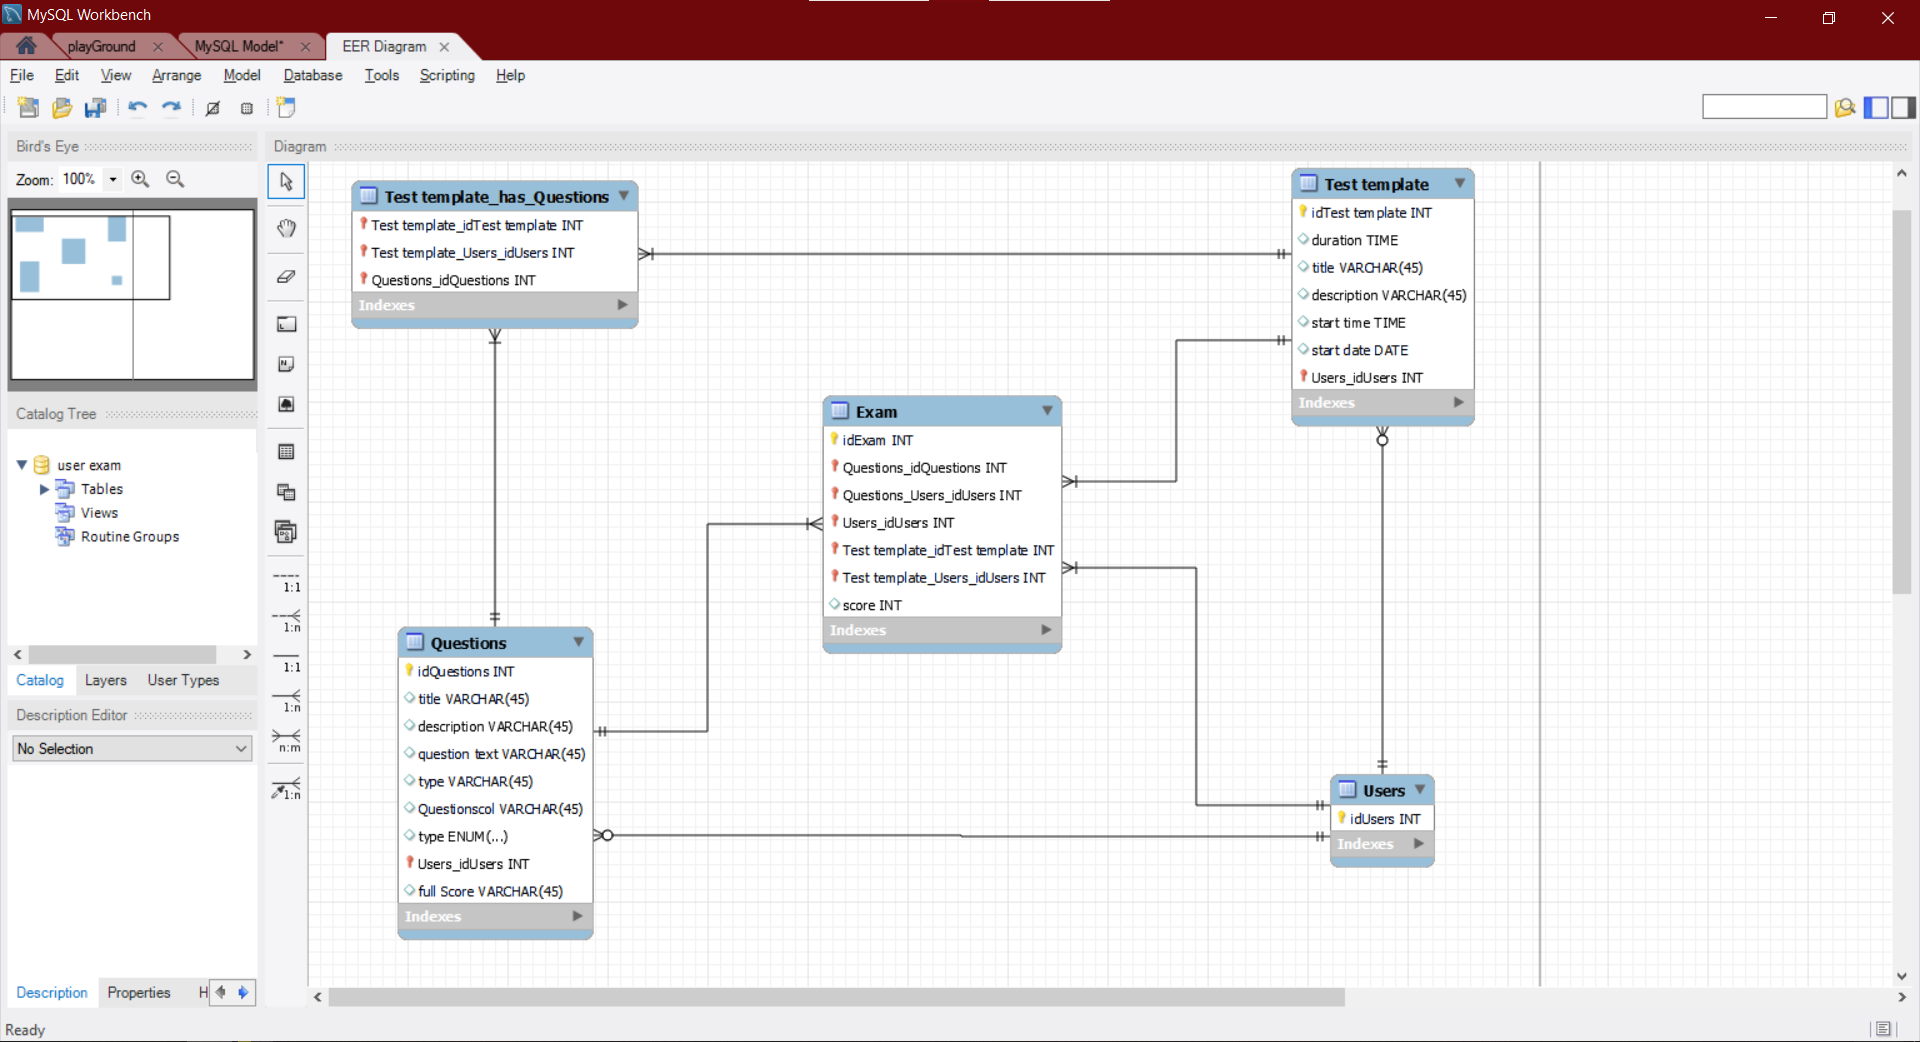 MySQL Workbench
playGround
MySQL Model*
EER Diagram
File Edit View Arrange Model Database Tools Scripting Help
Bird's Eye
Zoom: 100%
Catalog Tree
user exam
Tables
Views
Routine Groups
Catalog Layers User Types
Description Editor
No Selection
Description Properties H
Ready
Diagram
1:1
1:n
1:1
1:n
n:m
1:n
Test template_has_Questions
Test template_idTest template INT
Test template_Users_idUsers INT
Questions_idQuestions INT
Indexes
Test template
idTest template INT
duration TIME
title VARCHAR(45)
description VARCHAR(45)
start time TIME
start date DATE
Users_idUsers INT
Indexes
Exam
idExam INT
Questions_idQuestions INT
Questions_Users_idUsers INT
Users_idUsers INT
Test template_idTest template INT
Test template_Users_idUsers INT
score INT
Indexes
Questions
idQuestions INT
title VARCHAR(45)
description VARCHAR(45)
question text VARCHAR(45)
type VARCHAR(45)
Questionscol VARCHAR(45)
type ENUM(...)
Users_idUsers INT
full Score VARCHAR(45)
Indexes
Users
idUsers INT
Indexes